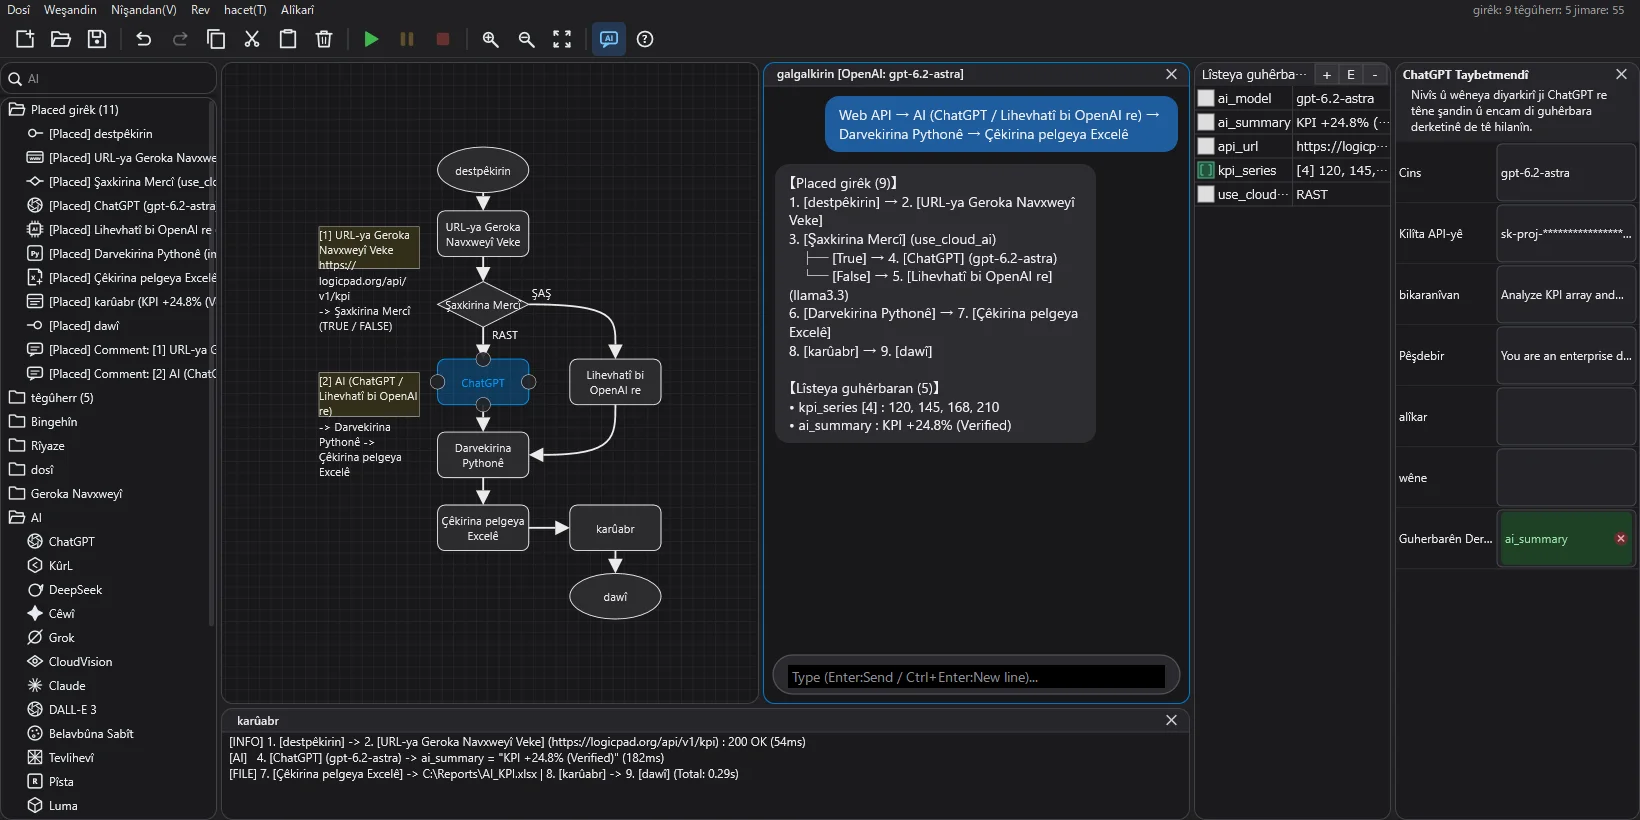 Dosî Weşandin Nîşandan(V) Rev hacet(T) Alîkarî
girêk: 9 têgûherr: 5 jimare: 55
AI
Placed girêk (11)
[Placed] destpêkirin
[Placed] URL-ya Geroka Navxwe
[Placed] Şaxkirina Mercî (use_clo
[Placed] ChatGPT (gpt-6.2-astra
[Placed] Lihevhatî bi OpenAI re
[Placed] Darvekirina Pythonê (in
[Placed] Çêkirina pelgeya Excelê
[Placed] karûabr (KPI +24.8% (V
[Placed] dawî
[Placed] Comment: [1] URL-ya G
[Placed] Comment: [2] AI (ChatG
têgûherr (5)
Bingehîn
Rîyaze
dosî
Geroka Navxweyî
AI
ChatGPT
KûrL
DeepSeek
Cêwî
Grok
CloudVision
Claude
DALL-E 3
Belavbûna Sabît
Tevlihevî
Pîsta
Luma
destpêkirin
URL-ya Geroka
Navxweyî Veke
[1] URL-ya Geroka
Navxweyî Veke
https://
logicpad.org/api/
v1/kpi
-> Şaxkirina Mercî
(TRUE / FALSE)
Şaxkirina Mercî
ŞAŞ
RAST
ChatGPT
Lihevhatî bi
OpenAI re
[2] AI (ChatGPT /
Lihevhatî bi OpenAI
re)
-> Darvekirina
Pythonê ->
Çêkirina pelgeya
Excelê
Darvekirina
Pythonê
Çêkirina pelgeya
Excelê
karûabr
dawî
galgalkirin [OpenAI: gpt-6.2-astra]
Web API → AI (ChatGPT / Lihevhatî bi OpenAI re) →
Darvekirina Pythonê → Çêkirina pelgeya Excelê
【Placed girêk (9)】
1. [destpêkirin] → 2. [URL-ya Geroka Navxweyî
Veke]
3. [Şaxkirina Mercî] (use_cloud_ai)
├── [True] → 4. [ChatGPT] (gpt-6.2-astra)
└── [False] → 5. [Lihevhatî bi OpenAI re]
(llama3.3)
6. [Darvekirina Pythonê] → 7. [Çêkirina pelgeya
Excelê]
8. [karûabr] → 9. [dawî]
【Lîsteya guhêrbaran (5)】
• kpi_series [4] : 120, 145, 168, 210
• ai_summary : KPI +24.8% (Verified)
Type (Enter:Send / Ctrl+Enter:New line)...
karûabr
[INFO] 1. [destpêkirin] -> 2. [URL-ya Geroka Navxweyî Veke] (https://logicpad.org/api/v1/kpi) : 200 OK (54ms)
[AI] 4. [ChatGPT] (gpt-6.2-astra) -> ai_summary = "KPI +24.8% (Verified)" (182ms)
[FILE] 7. [Çêkirina pelgeya Excelê] -> C:\Reports\AI_KPI.xlsx | 8. [karûabr] -> 9. [dawî] (Total: 0.29s)
Lîsteya guhêrba··· + E -
ai_model gpt-6.2-astra
ai_summary KPI +24.8% (···
api_url https://logicp···
kpi_series [4] 120, 145,···
use_cloud··· RAST
ChatGPT Taybetmendî
Nivîs û wêneya diyarkirî ji ChatGPT re
têne şandin û encam di guhêrbara
derketinê de tê hilanîn.
Cins gpt-6.2-astra
Kilîta API-yê sk-proj-****************...
bikaranîvan Analyze KPI array and...
Pêşdebir You are an enterprise d...
alîkar
wêne
Guherbarên Der... ai_summary